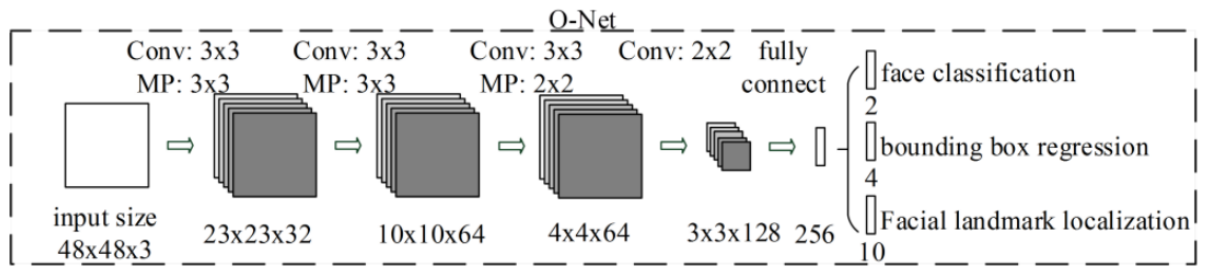 O-Net
Conv: 3x3 Conv: 3x3 Conv: 3x3 Conv: 2x2 fully
MP: 3x3 MP: 3x3 MP: 2x2 connect
face classification
2
bounding box regression
4
Facial landmark localization
10
input size
48x48x3
23x23x32
10x10x64
4x4x64
3x3x128
256